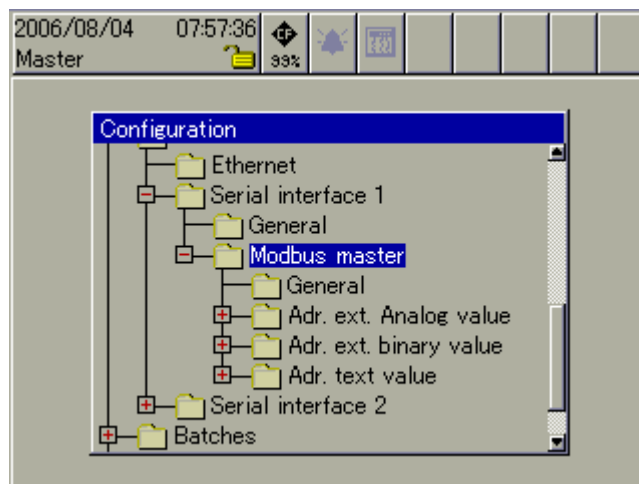 2006/08/04 07:57:36
Master
CF
99%
Configuration
Ethernet
Serial interface 1
General
Modbus master
General
Adr. ext. Analog value
Adr. ext. binary value
Adr. text value
Serial interface 2
Batches